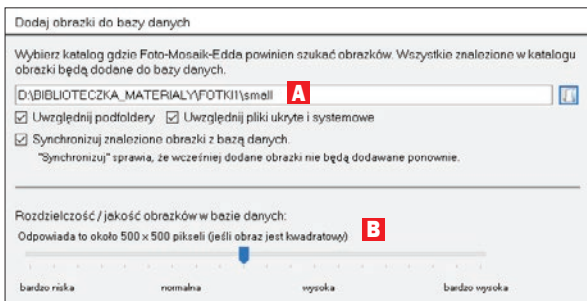 Dodaj obrazki do bazy danych
Wybierz katalog gdzie Foto-Mosaik-Edda powinien szukać obrazków. Wszystkie znalezione w katalogu
obrazki będą dodane do bazy danych.
D:\BIBLIOTECZKA_MATERIALY\FOTKI1\small A
Uwzględnij podfoldery Uwzględnij pliki ukryte i systemowe
Synchronizuj znalezione obrazki z bazą danych.
"Synchronizuj" sprawia, że wcześniej dodane obrazki nie będą dodawane ponownie.
Rozdzielczość / jakość obrazków w bazie danych:
Odpowiada to około 500 x 500 pikseli (jeśli obraz jest kwadratowy) B
bardzo niska normalna wysoka bardzo wysoka